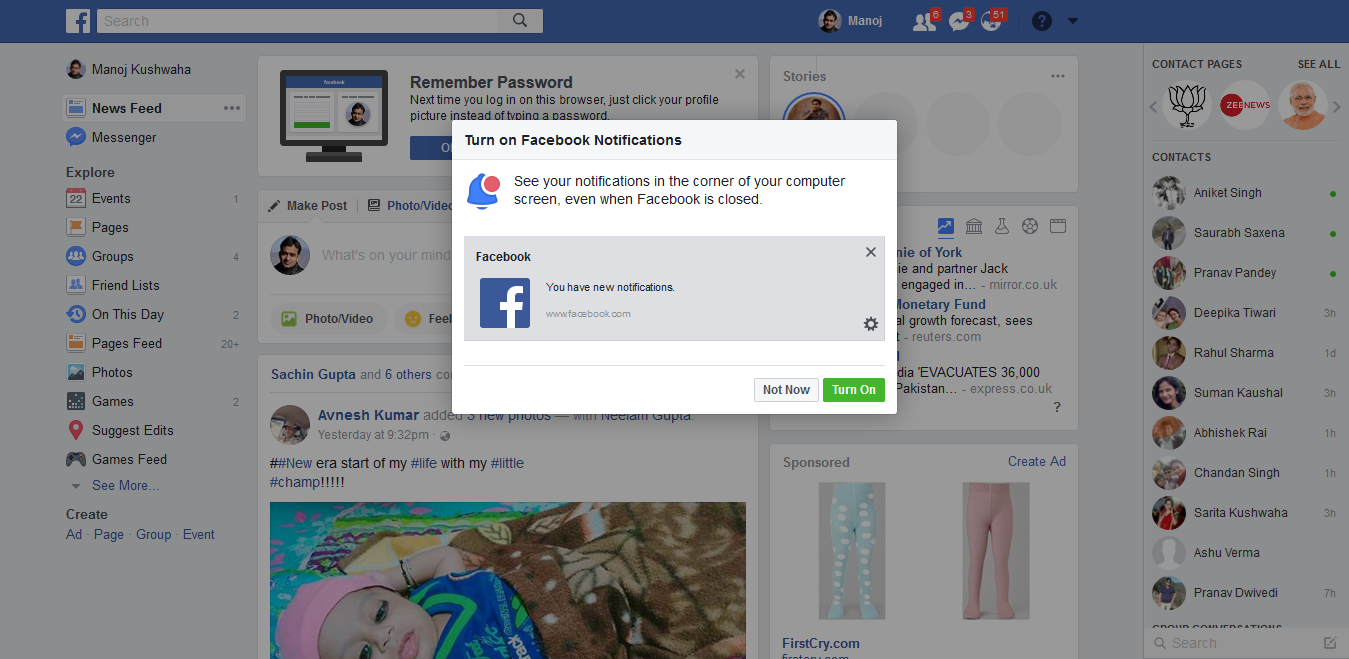 Search
Manoj
6
3
51
?
Manoj Kushwaha
News Feed
Messenger
Explore
22
Events 1
Pages
Groups 4
Friend Lists
On This Day 2
Pages Feed 20+
Photos
Games 2
Suggest Edits
Games Feed
See More...
Create
Ad · Page · Group · Event
facebook
Remember Password
Next time you log in on this browser, just click your profile
picture instead of typing a password.
Turn on Facebook Notifications
See your notifications in the corner of your computer
screen, even when Facebook is closed.
Facebook
You have new notifications.
www.facebook.com
Not Now
Turn On
Make Post
Photo/Video
What's on your mind
Photo/Video
Feel
Sachin Gupta and 6 others
Avnesh Kumar added 3 new photos — with Neelam Gupta.
Yesterday at 9:32pm ·
##New era start of my #life with my #little
#champ!!!!!
Stories
nie of York
ie and partner Jack
engaged in... - mirror.co.uk
Monetary Fund
al growth forecast, sees
t - reuters.com
dia 'EVACUATES 36,000
Pakistan... - express.co.uk
?
Sponsored
Create Ad
FirstCry.com
firstcry.com
CONTACT PAGES
SEE ALL
ZEE NEWS
CONTACTS
Aniket Singh
Saurabh Saxena
Pranav Pandey
Deepika Tiwari 3h
Rahul Sharma 1d
Suman Kaushal 3h
Abhishek Rai 1h
Chandan Singh 1h
Sarita Kushwaha 3h
Ashu Verma
Pranav Dwivedi 7h
GROUP CONVERSATIONS
Search